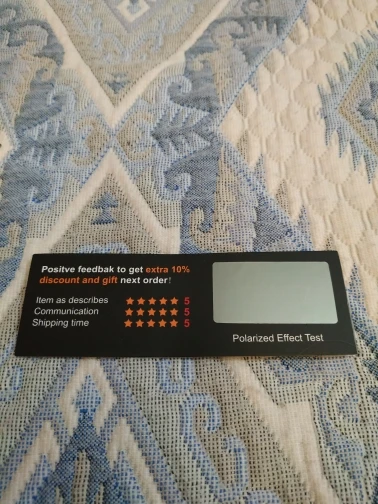 Positve feedbak to get extra 10%
discount and gift next order!
Item as describes ★★★★★ 5
Communication ★★★★★ 5
Shipping time ★★★★★ 5
Polarized Effect Test